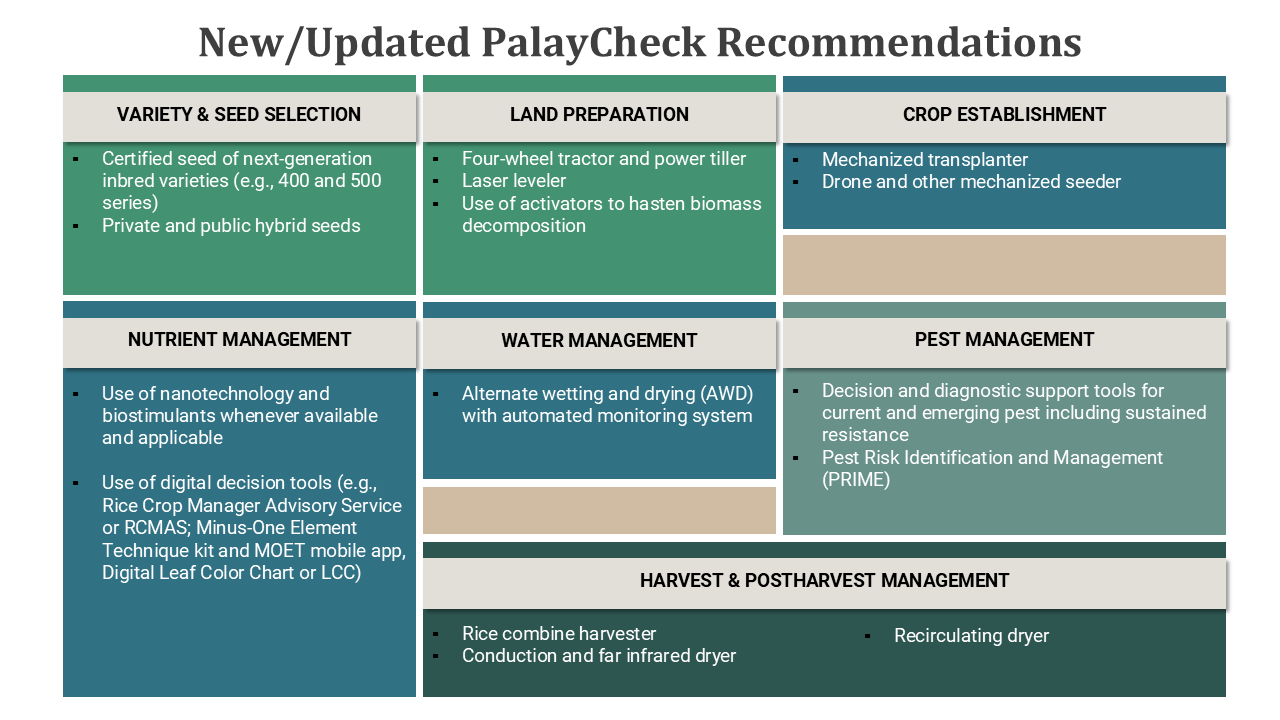 New/Updated PalayCheck Recommendations
VARIETY & SEED SELECTION
▪ Certified seed of next-generation
inbred varieties (e.g., 400 and 500
series)
▪ Private and public hybrid seeds
LAND PREPARATION
▪ Four-wheel tractor and power tiller
▪ Laser leveler
▪ Use of activators to hasten biomass
decomposition
CROP ESTABLISHMENT
▪ Mechanized transplanter
▪ Drone and other mechanized seeder
NUTRIENT MANAGEMENT
▪ Use of nanotechnology and
biostimulants whenever available
and applicable
▪ Use of digital decision tools (e.g.,
Rice Crop Manager Advisory Service
or RCMAS; Minus-One Element
Technique kit and MOET mobile app,
Digital Leaf Color Chart or LCC)
WATER MANAGEMENT
▪ Alternate wetting and drying (AWD)
with automated monitoring system
PEST MANAGEMENT
▪ Decision and diagnostic support tools for
current and emerging pest including sustained
resistance
▪ Pest Risk Identification and Management
(PRIME)
HARVEST & POSTHARVEST MANAGEMENT
▪ Rice combine harvester
▪ Conduction and far infrared dryer
▪ Recirculating dryer